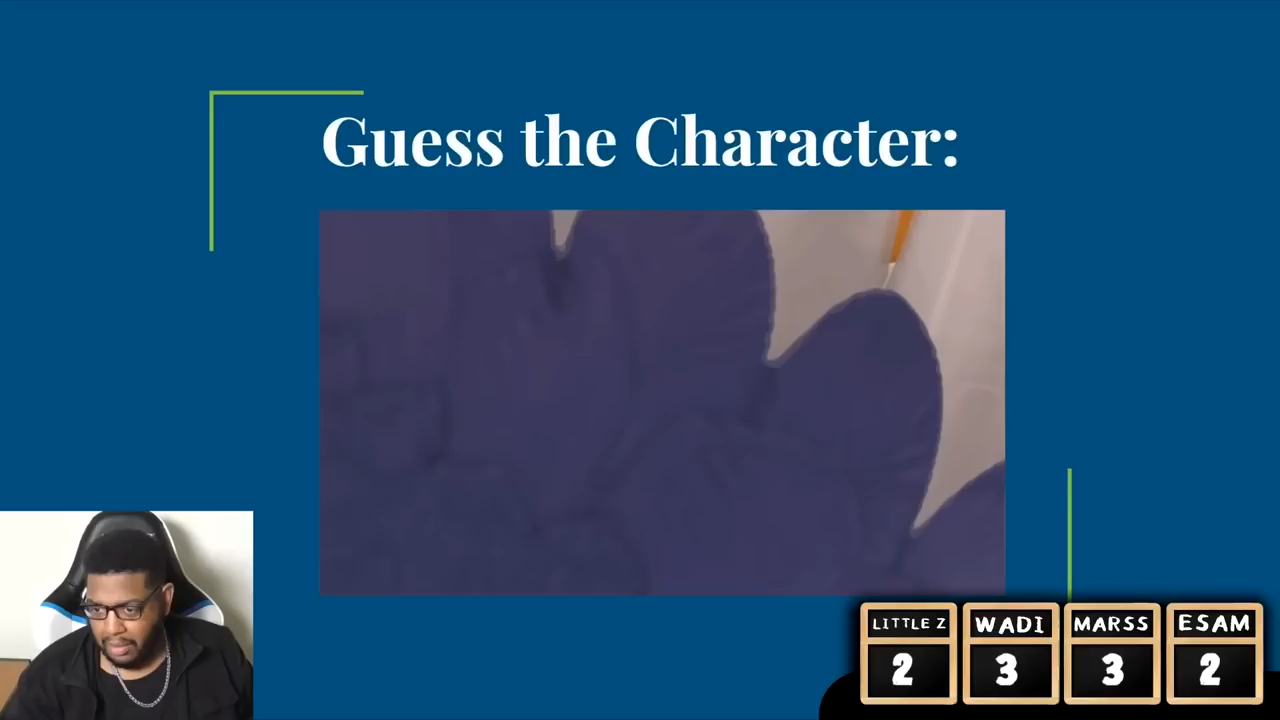 Guess the Character:
LITTLE Z
WADI
MARSS
ESAM
2
3
3
2